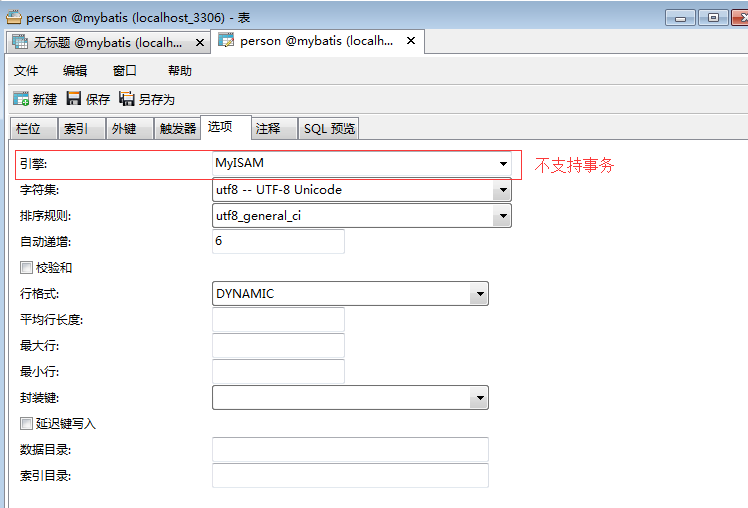 person @mybatis (localhost_3306) - 表
无标题 @mybatis (localh... person @mybatis (localh...
文件 编辑 窗口 帮助
新建 保存 另存为
栏位 索引 外键 触发器 选项 注释 SQL 预览
引擎: MyISAM 不支持事务
字符集: utf8 -- UTF-8 Unicode
排序规则: utf8_general_ci
自动递增: 6
校验和
行格式: DYNAMIC
平均行长度:
最大行:
最小行:
封装键:
延迟键写入
数据目录:
索引目录: